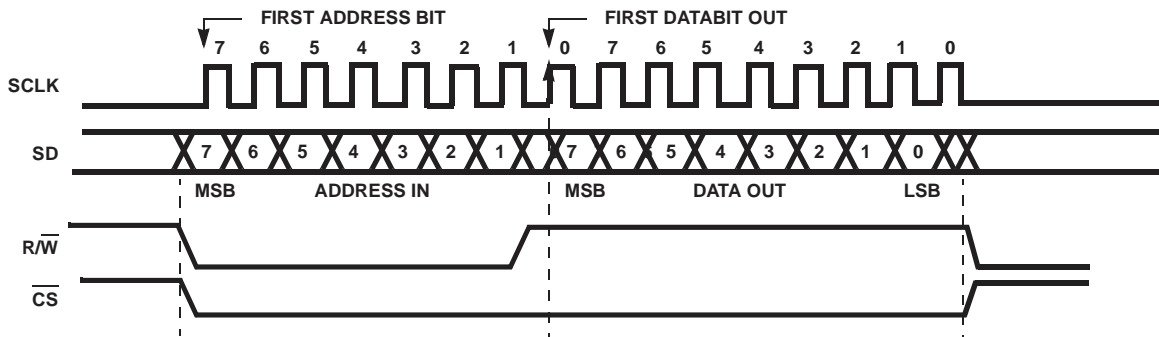 FIRST ADDRESS BIT FIRST DATABIT OUT
7 6 5 4 3 2 1 0 7 6 5 4 3 2 1 0
SCLK
SD 7 6 5 4 3 2 1 7 6 5 4 3 2 1 0
MSB ADDRESS IN MSB DATA OUT LSB
R/W̅
C̅S̅